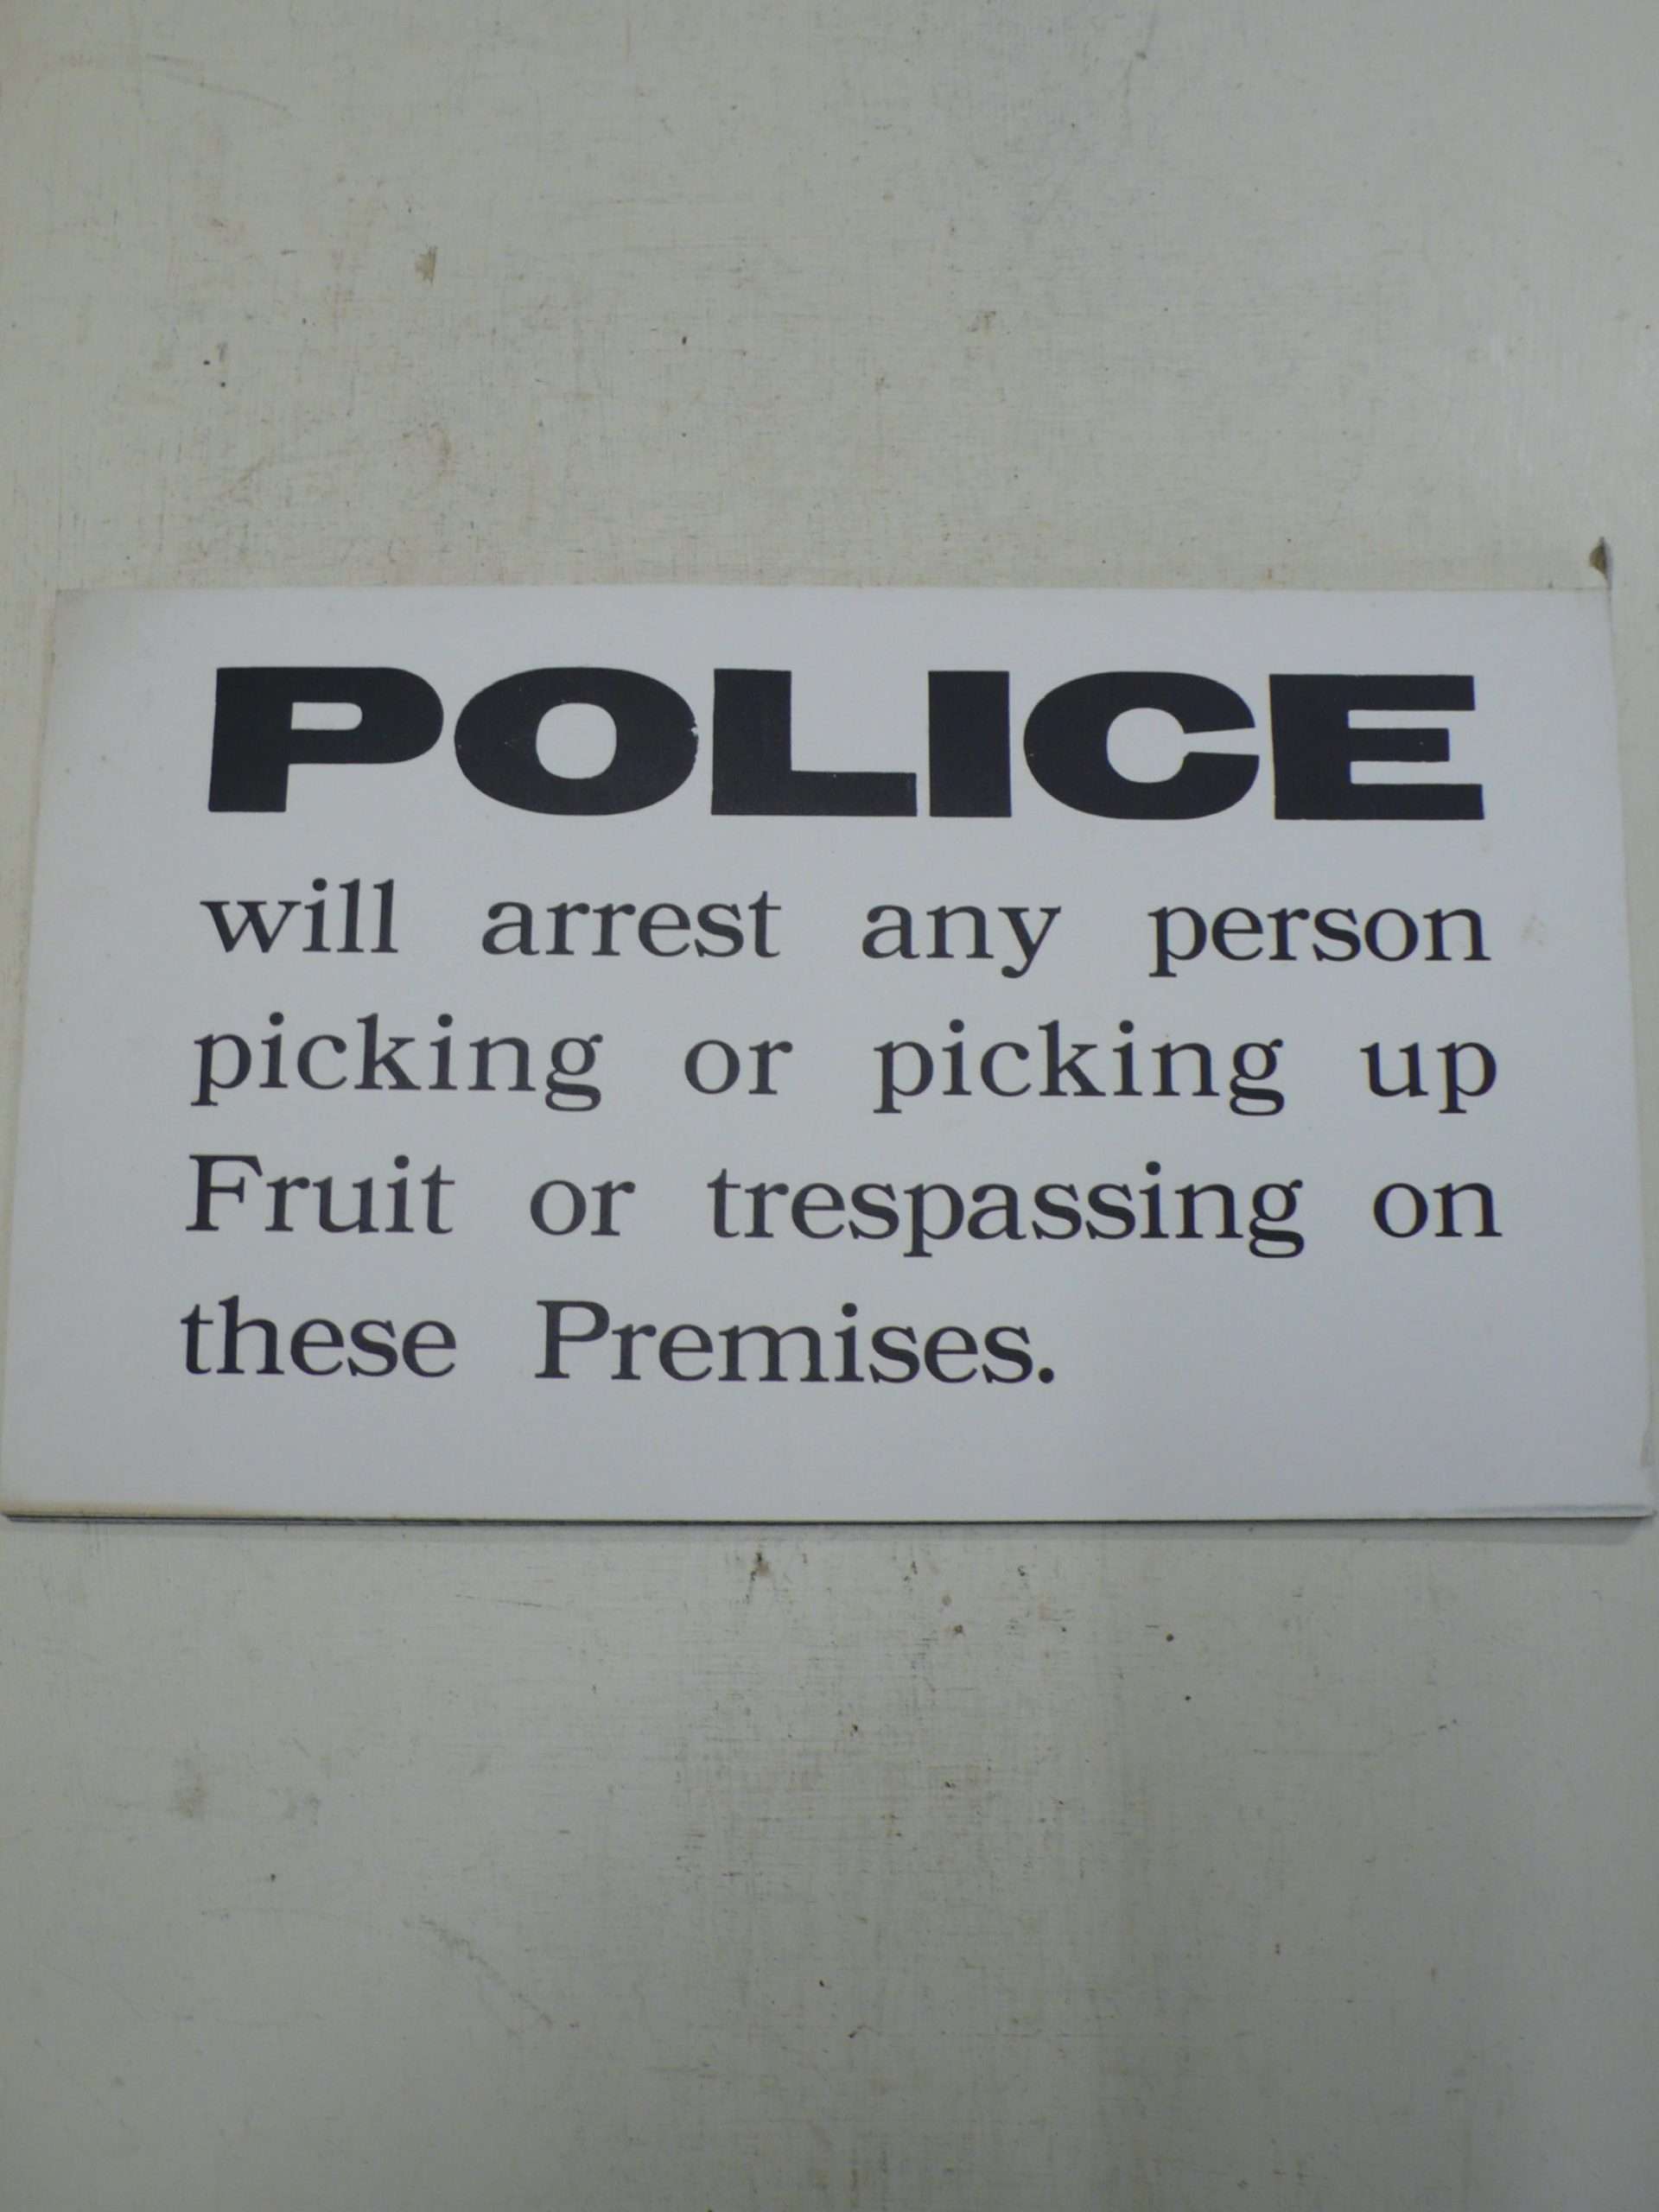 POLICE
will arrest any person
picking or picking up
Fruit or trespassing on
these Premises.